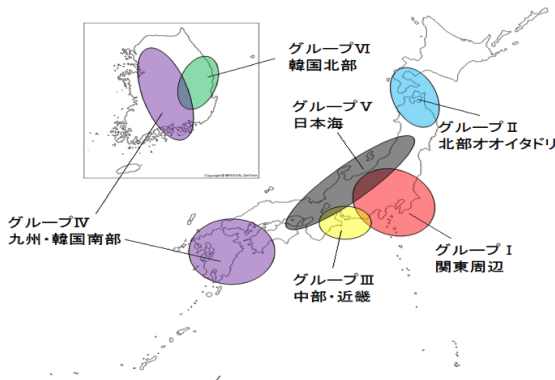 グループⅥ
韓国北部
グループⅤ
日本海
グループⅡ
北部オオイタドリ
グループⅣ
九州・韓国南部
グループⅠ
関東周辺
グループⅢ
中部・近畿